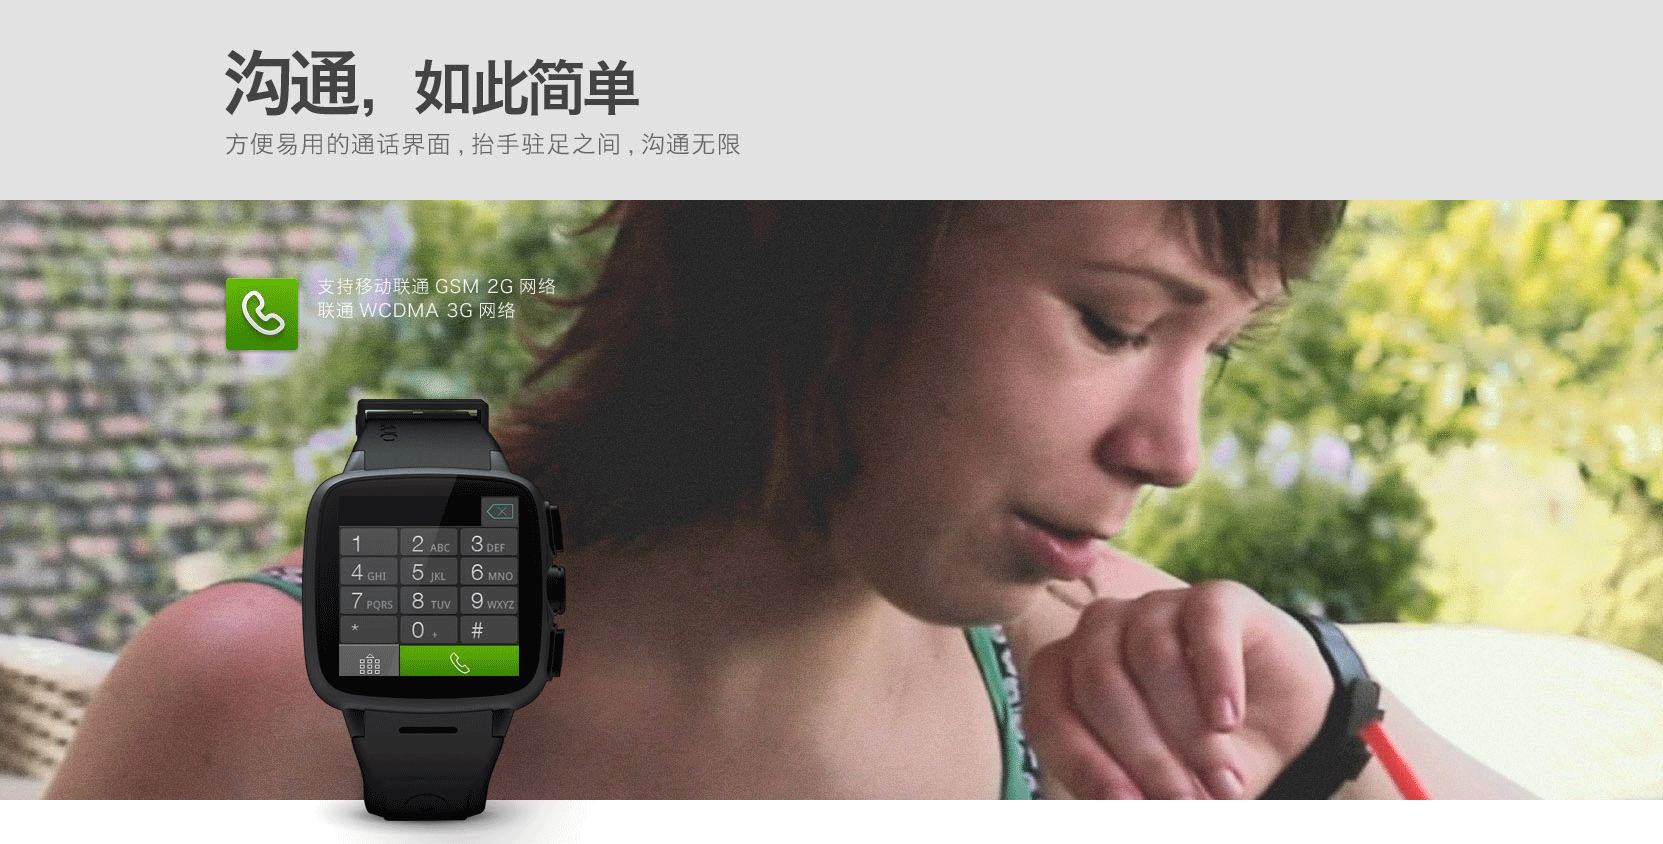 沟通，如此简单
方便易用的通话界面，抬手驻足之间，沟通无限
支持移动联通 GSM 2G 网络
联通 WCDMA 3G 网络
1 2 ABC 3 DEF
4 GHI 5 JKL 6 MNO
7 PQRS 8 TUV 9 WXYZ
* 0 + #